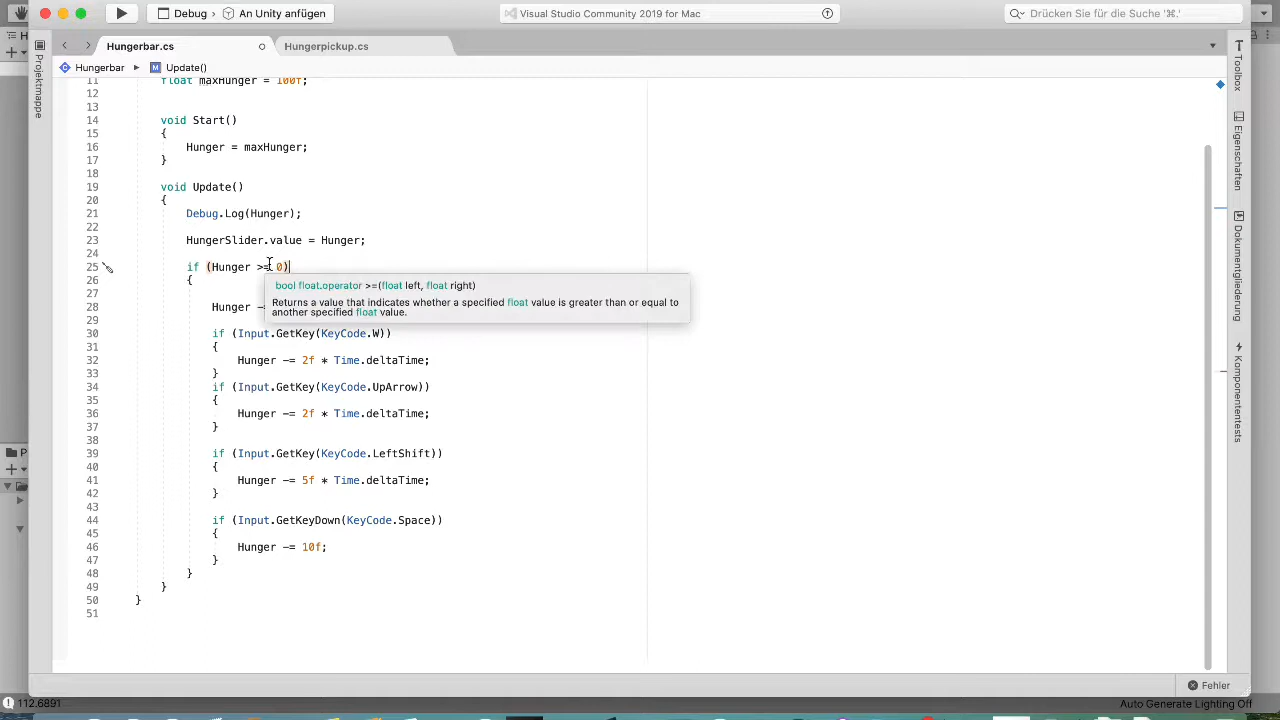 Debug
An Unity anfügen
Visual Studio Community 2019 for Mac
Drücken Sie für die Suche '⌘.'
Hungerbar.cs
Hungerpickup.cs
Hungerbar
M
Update()
Projektmappe
Toolbox
Eigenschaften
Dokumentgliederung
Komponententests
11 float maxHunger = 100f;
12
13
14 void Start()
15 {
16 Hunger = maxHunger;
17 }
18
19 void Update()
20 {
21 Debug.Log(Hunger);
22
23 HungerSlider.value = Hunger;
24
25 if (Hunger >= 0)
26 {
27
28 Hunger -=
29
30 if (Input.GetKey(KeyCode.W))
31 {
32 Hunger -= 2f * Time.deltaTime;
33 }
34 if (Input.GetKey(KeyCode.UpArrow))
35 {
36 Hunger -= 2f * Time.deltaTime;
37 }
38
39 if (Input.GetKey(KeyCode.LeftShift))
40 {
41 Hunger -= 5f * Time.deltaTime;
42 }
43
44 if (Input.GetKeyDown(KeyCode.Space))
45 {
46 Hunger -= 10f;
47 }
48 }
49 }
50 }
51
bool float.operator >=(float left, float right)
Returns a value that indicates whether a specified float value is greater than or equal to
another specified float value.
Fehler
112.6891
Auto Generate Lighting Off